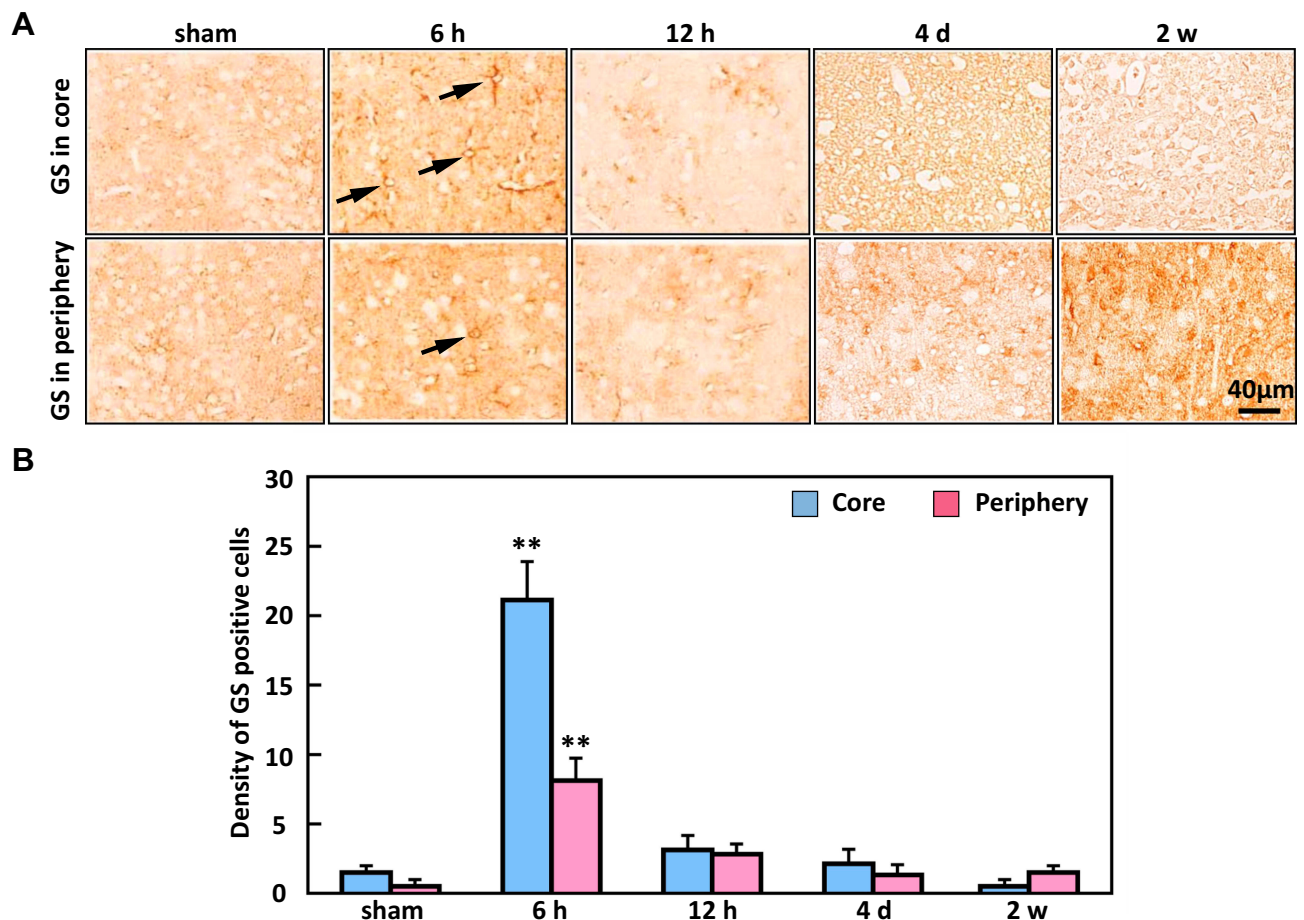 A
sham 6 h 12 h 4 d 2 w
GS in core
GS in periphery
40µm
B
Density of GS positive cells
30
25
20
15
10
5
0
Core Periphery
**
**
sham 6 h 12 h 4 d 2 w